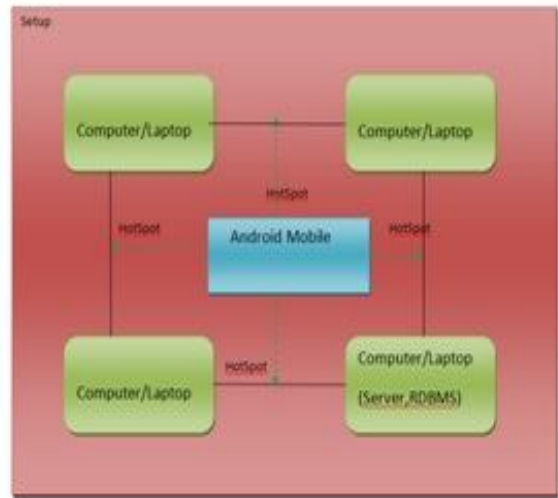 Setup
Computer/Laptop
Computer/Laptop
HotSpot
HotSpot
Android Mobile
HotSpot
HotSpot
Computer/Laptop
Computer/Laptop
(Server,RDBMS)